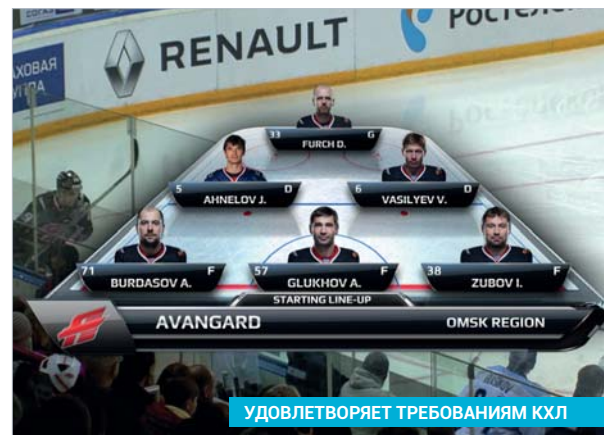 ХОВАЯ
УПА
RENAULT
Ростелек
33 G
FURCH D.
5 D
AHNELOV J.
6 D
VASILYEV V.
71 F
BURDASOV A.
57 F
GLUKHOV A.
38 F
ZUBOV I.
STARTING LINE-UP
AVANGARD OMSK REGION
УДОВЛЕТВОРЯЕТ ТРЕБОВАНИЯМ КХЛ